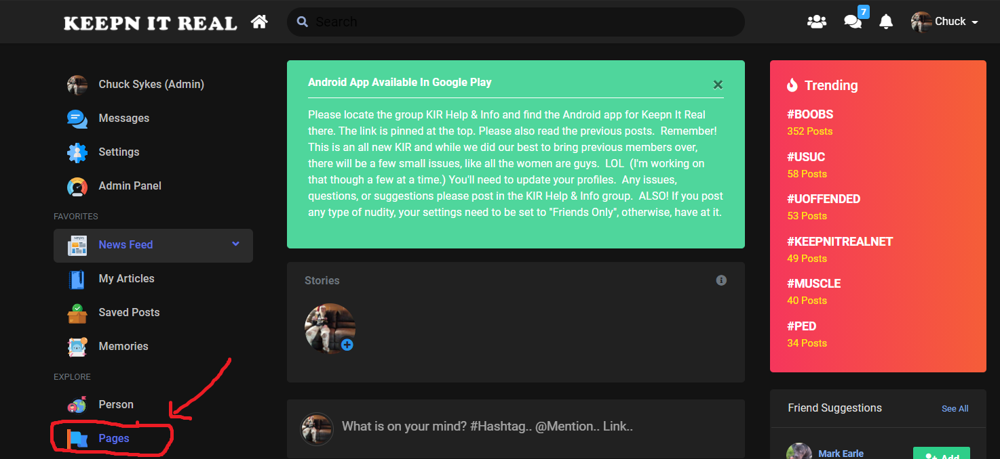 KEEPN IT REAL
Search
7
Chuck
Chuck Sykes (Admin)
Messages
Settings
Admin Panel
FAVORITES
NEWS
News Feed
My Articles
Saved Posts
Memories
EXPLORE
Person
Pages
Android App Available In Google Play
Please locate the group KIR Help & Info and find the Android app for Keepn It Real
there. The link is pinned at the top. Please also read the previous posts.  Remember!
This is an all new KIR and while we did our best to bring previous members over,
there will be a few small issues, like all the women are guys.  LOL  (I'm working on
that though a few at a time.) You'll need to update your profiles.  Any issues,
questions, or suggestions please post in the KIR Help & Info group.  ALSO! If you post
any type of nudity, your settings need to be set to "Friends Only", otherwise, have at it.
Stories
What is on your mind? #Hashtag.. @Mention.. Link..
Trending
#BOOBS
352 Posts
#USUC
58 Posts
#UOFFENDED
53 Posts
#KEEPNITREALNET
49 Posts
#MUSCLE
40 Posts
#PED
34 Posts
Friend Suggestions
See All
Mark Earle
Add